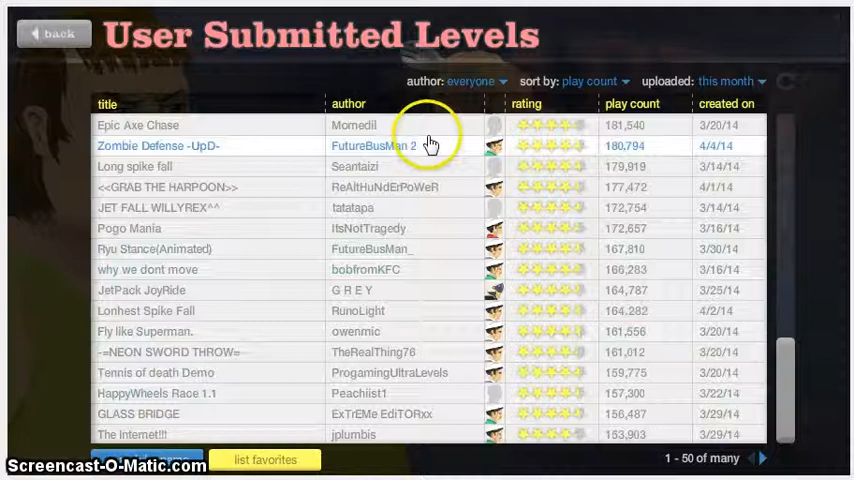 back
User Submitted Levels
author: everyone sort by: play count uploaded: this month
title author rating play count created on
Epic Axe Chase Momedil 181,540 3/20/14
Zombie Defense -UpD- FutureBusMan 2 180,794 4/4/14
Long spike fall Seantaizi 179,919 3/14/14
<<GRAB THE HARPOON>> ReAltHuNdErPoWeR 177,472 4/1/14
JET FALL WILLYREX^^ tatatapa 172,754 3/14/14
Pogo Mania ItsNotTragedy 172,657 3/16/14
Ryu Stance(Animated) FutureBusMan_ 167,810 3/30/14
why we dont move bobfromKFC 166,283 3/16/14
JetPack JoyRide G R E Y 164,787 3/25/14
Lonhest Spike Fall RunoLight 164,282 4/2/14
Fly like Superman. owenmic 161,556 3/20/14
-=NEON SWORD THROW= TheRealThing76 161,012 3/20/14
Tennis of death Demo ProgamingUltraLevels 159,775 3/20/14
HappyWheels Race 1.1 Peachiist1 157,300 3/22/14
GLASS BRIDGE ExTrEMe EdiTORxx 156,487 3/29/14
The Internet!!! jplumbis 153,903 3/29/14
list favorites 1 - 50 of many
Screencast-O-Matic.com